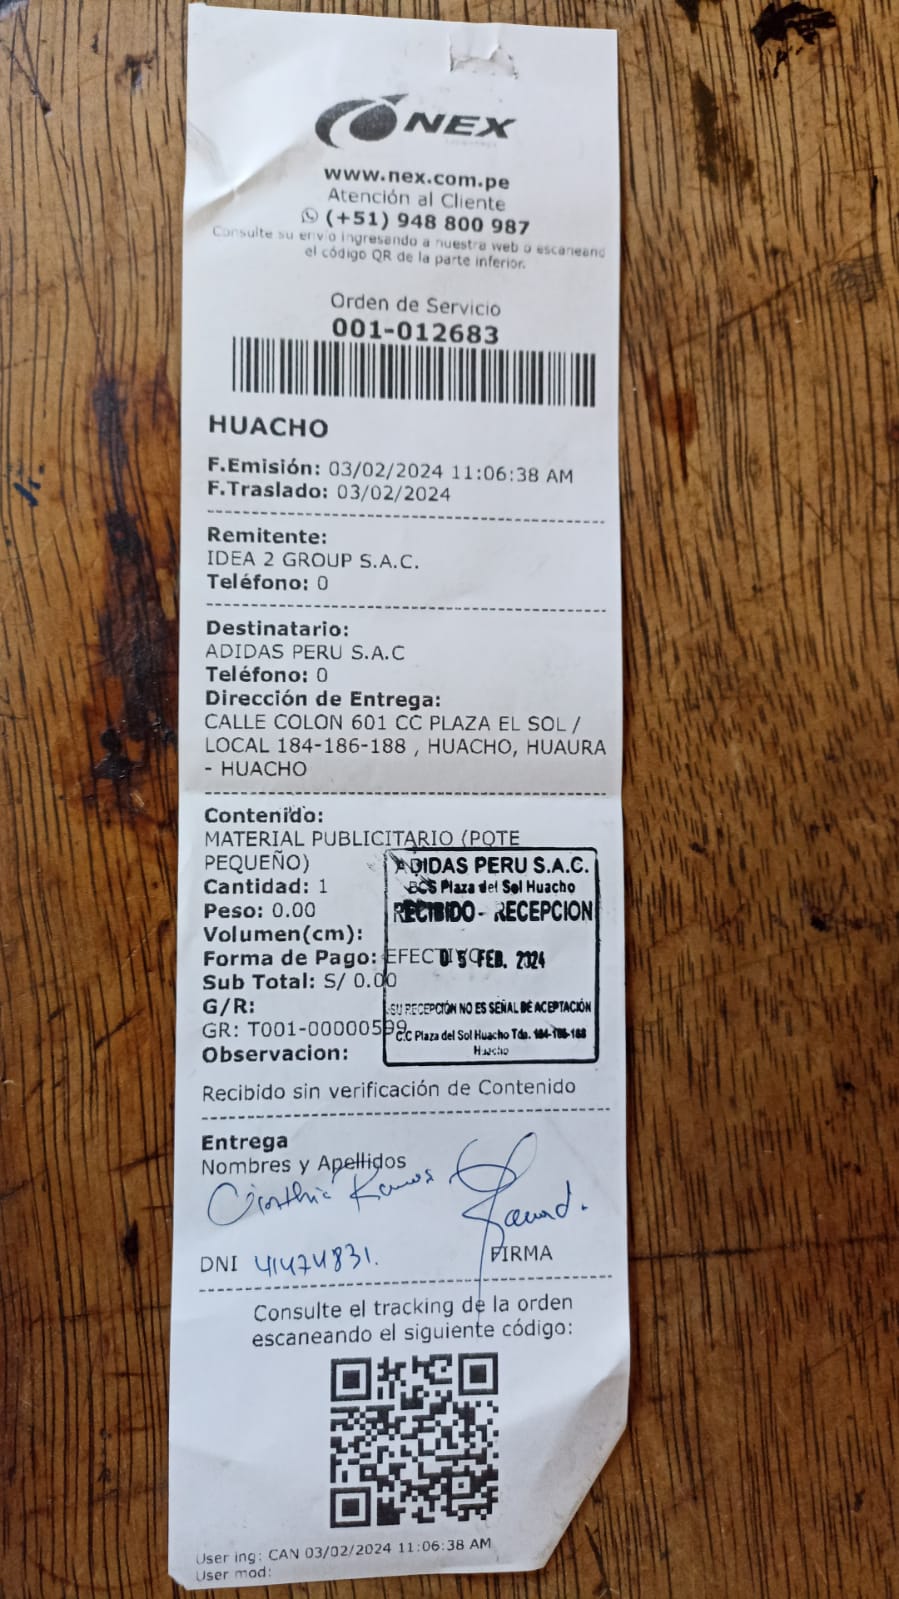 NEX
www.nex.com.pe
Atención al Cliente
(+51) 948 800 987
Consulte su envío ingresando a nuestra web o escaneand
el código QR de la parte inferior.
Orden de Servicio
001-012683
HUACHO
F.Emisión: 03/02/2024 11:06:38 AM
F.Traslado: 03/02/2024
Remitente:
IDEA 2 GROUP S.A.C.
Teléfono: 0
Destinatario:
ADIDAS PERU S.A.C
Teléfono: 0
Dirección de Entrega:
CALLE COLON 601 CC PLAZA EL SOL /
LOCAL 184-186-188 , HUACHO, HUAURA
- HUACHO
Contenido:
MATERIAL PUBLICITARIO (POTE
PEQUEÑO)
Cantidad: 1
Peso: 0.00
Volumen(cm):
Forma de Pago: EFECTIVO
Sub Total: S/ 0.00
G/R:
GR: T001-00000599
Observacion:
ADIDAS PERU S.A.C.
BCS Plaza del Sol Huacho
RECIBIDO - RECEPCION
05 FEB. 2024
SU RECEPCIÓN NO ES SEÑAL DE ACEPTACIÓN
C.C Plaza del Sol Huacho Tda. 184-186-188
Huacho
Recibido sin verificación de Contenido
Entrega
Nombres y Apellidos
Cinthia Ramos
DNI 41474831.
FIRMA
Consulte el tracking de la orden
escaneando el siguiente código:
User ing: CAN 03/02/2024 11:06:38 AM
User mod: